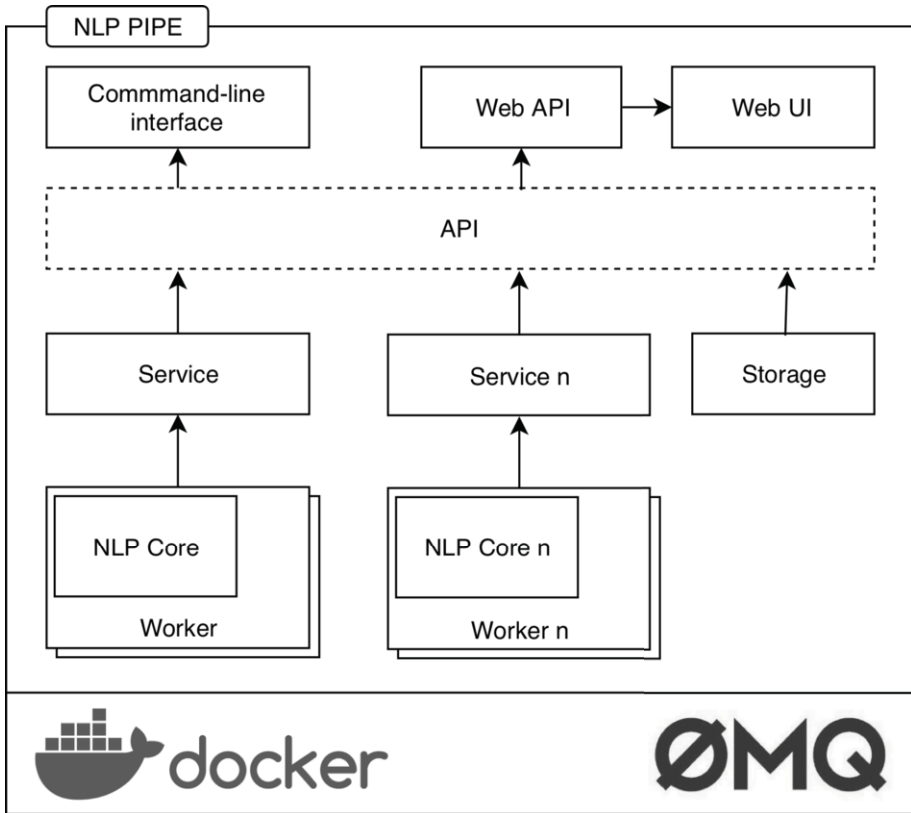 NLP PIPE
Commmand-line
interface
Web API
Web UI
API
Service
Service n
Storage
NLP Core
Worker
NLP Core n
Worker n
docker
ØMQ